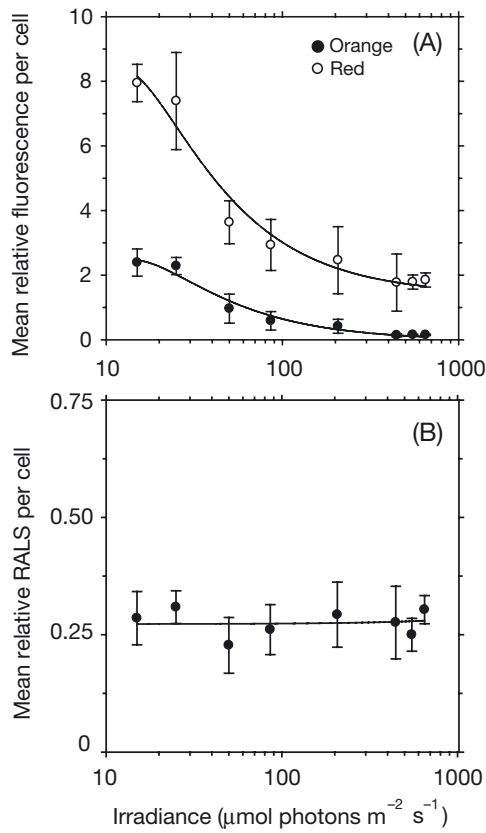 Mean relative fluorescence per cell
10
8
6
4
2
0
Orange
Red
(A)
10
100
1000
Mean relative RALS per cell
0.75
0.50
0.25
0
(B)
10
100
1000
Irradiance (μmol photons m⁻² s⁻¹)